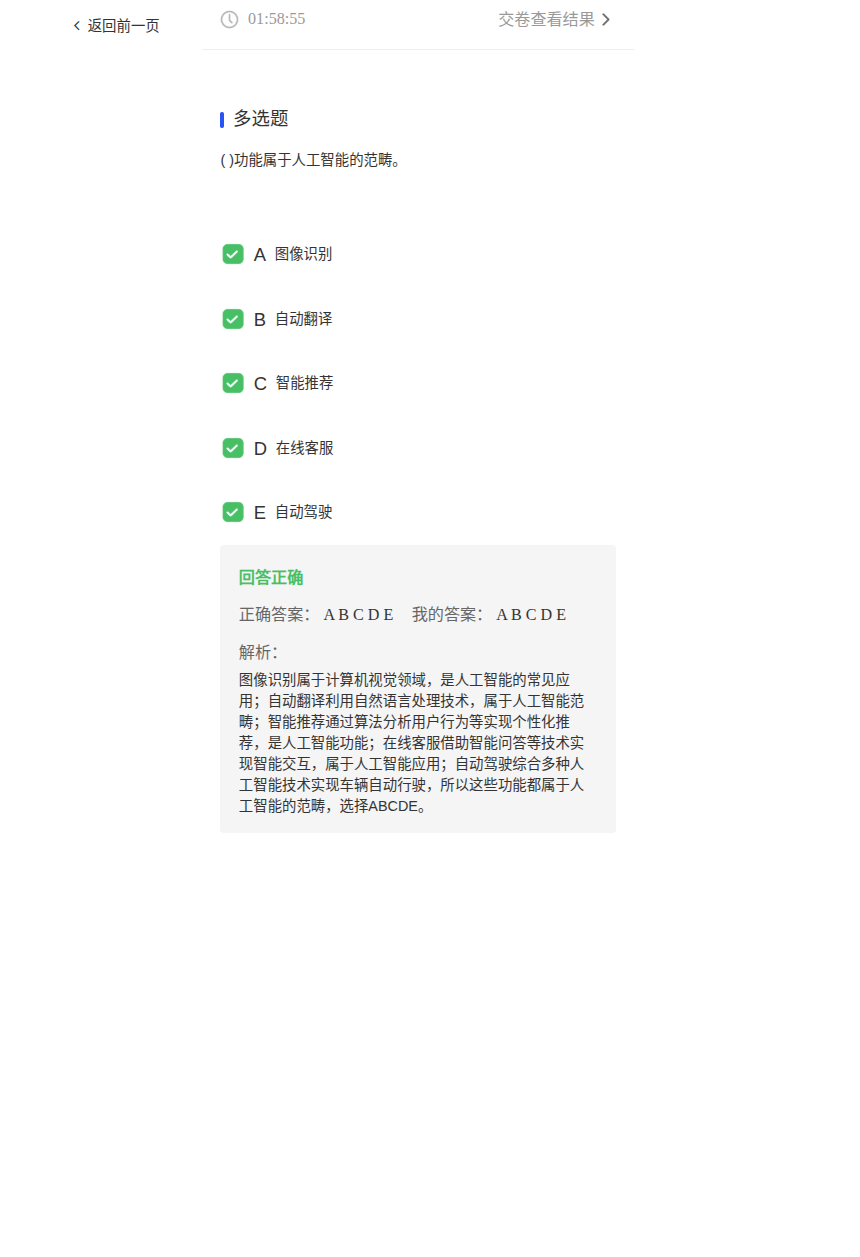 返回前一页
01:58:55
交卷查看结果
多选题
( )功能属于人工智能的范畴。
A 图像识别
B 自动翻译
C 智能推荐
D 在线客服
E 自动驾驶
回答正确
正确答案： A B C D E 我的答案： A B C D E
解析：
图像识别属于计算机视觉领域，是人工智能的常见应
用；自动翻译利用自然语言处理技术，属于人工智能范
畴；智能推荐通过算法分析用户行为等实现个性化推
荐，是人工智能功能；在线客服借助智能问答等技术实
现智能交互，属于人工智能应用；自动驾驶综合多种人
工智能技术实现车辆自动行驶，所以这些功能都属于人
工智能的范畴，选择ABCDE。